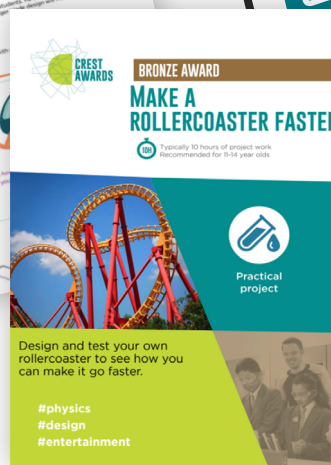 CREST
AWARDS
BRONZE AWARD
MAKE A
ROLLERCOASTER FASTER
10H
Typically 10 hours of project work
Recommended for 11-14 year olds
Practical
project
Design and test your own
rollercoaster to see how you
can make it go faster.
#physics
#design
#entertainment